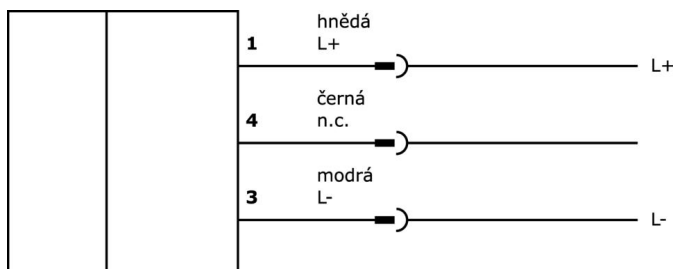 hnědá
1 L+
L+
černá
4 n.c.
modrá
3 L-
L-